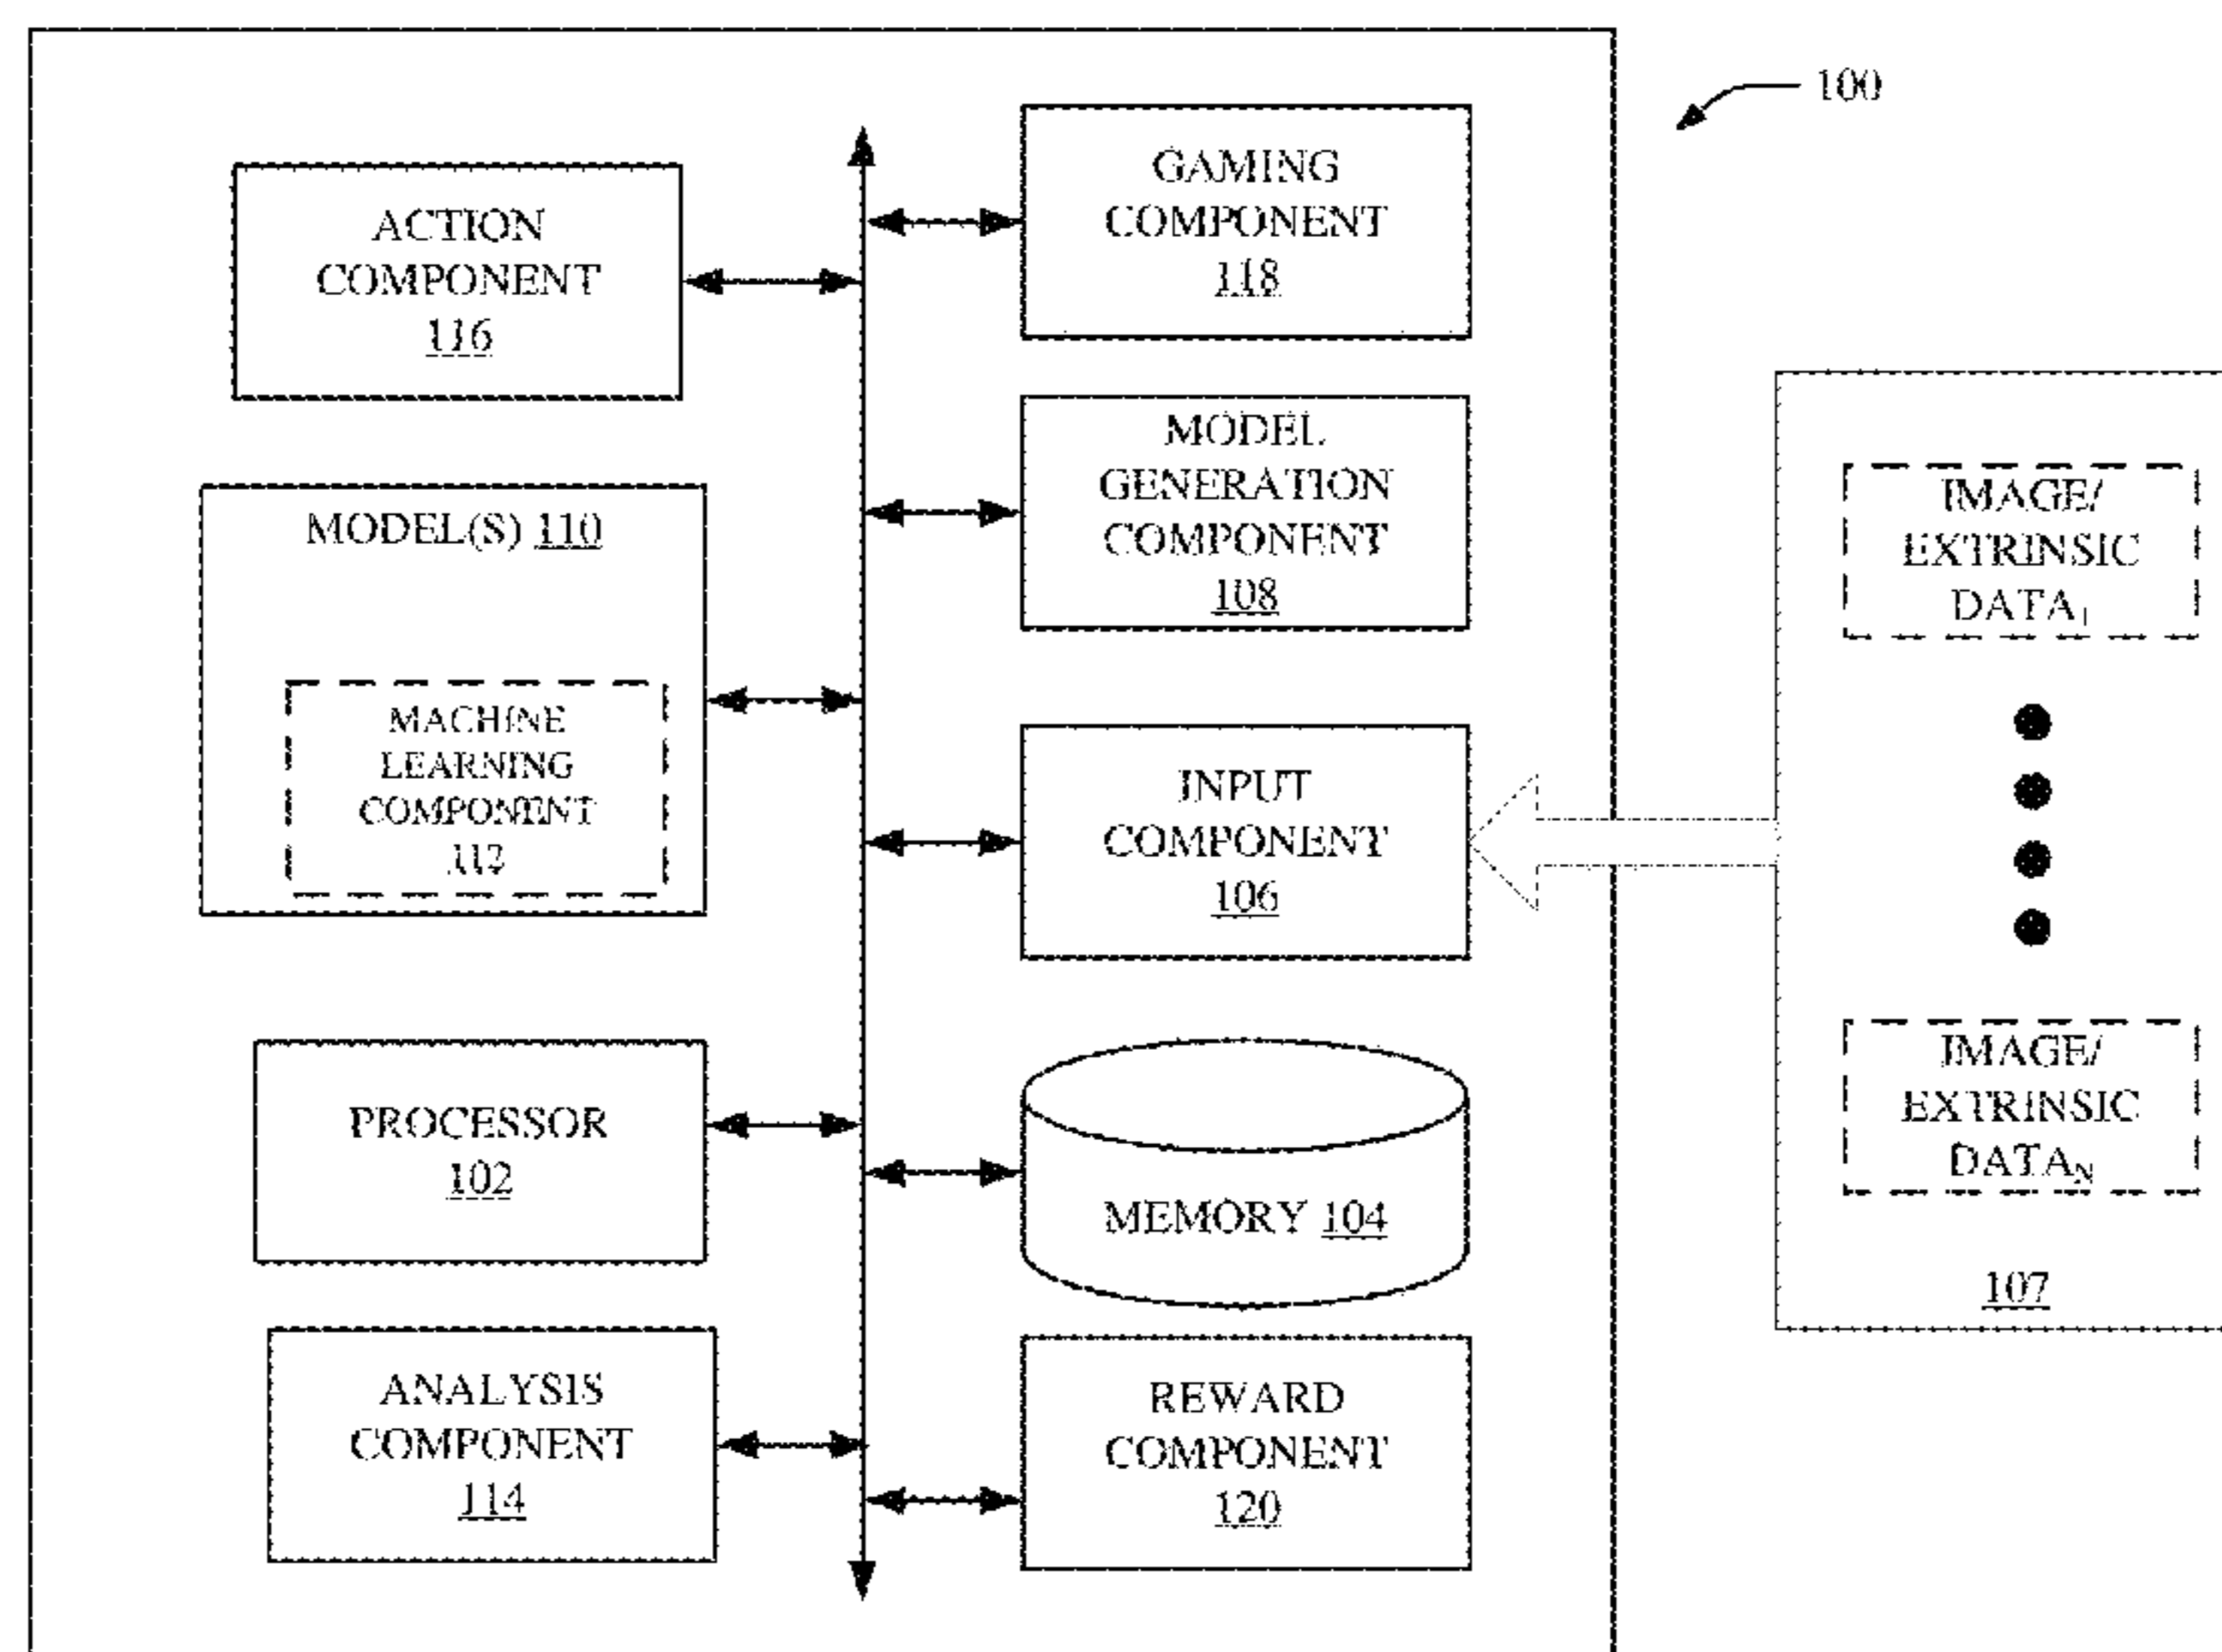 100
ACTION
COMPONENT
116
GAMING
COMPONENT
118
MODEL(S) 110
MACHINE
LEARNING
COMPONENT
112
MODEL
GENERATION
COMPONENT
108
INPUT
COMPONENT
106
IMAGE/
EXTRINSIC
DATA₁
IMAGE/
EXTRINSIC
DATA_N
107
PROCESSOR
102
MEMORY 104
ANALYSIS
COMPONENT
114
REWARD
COMPONENT
120